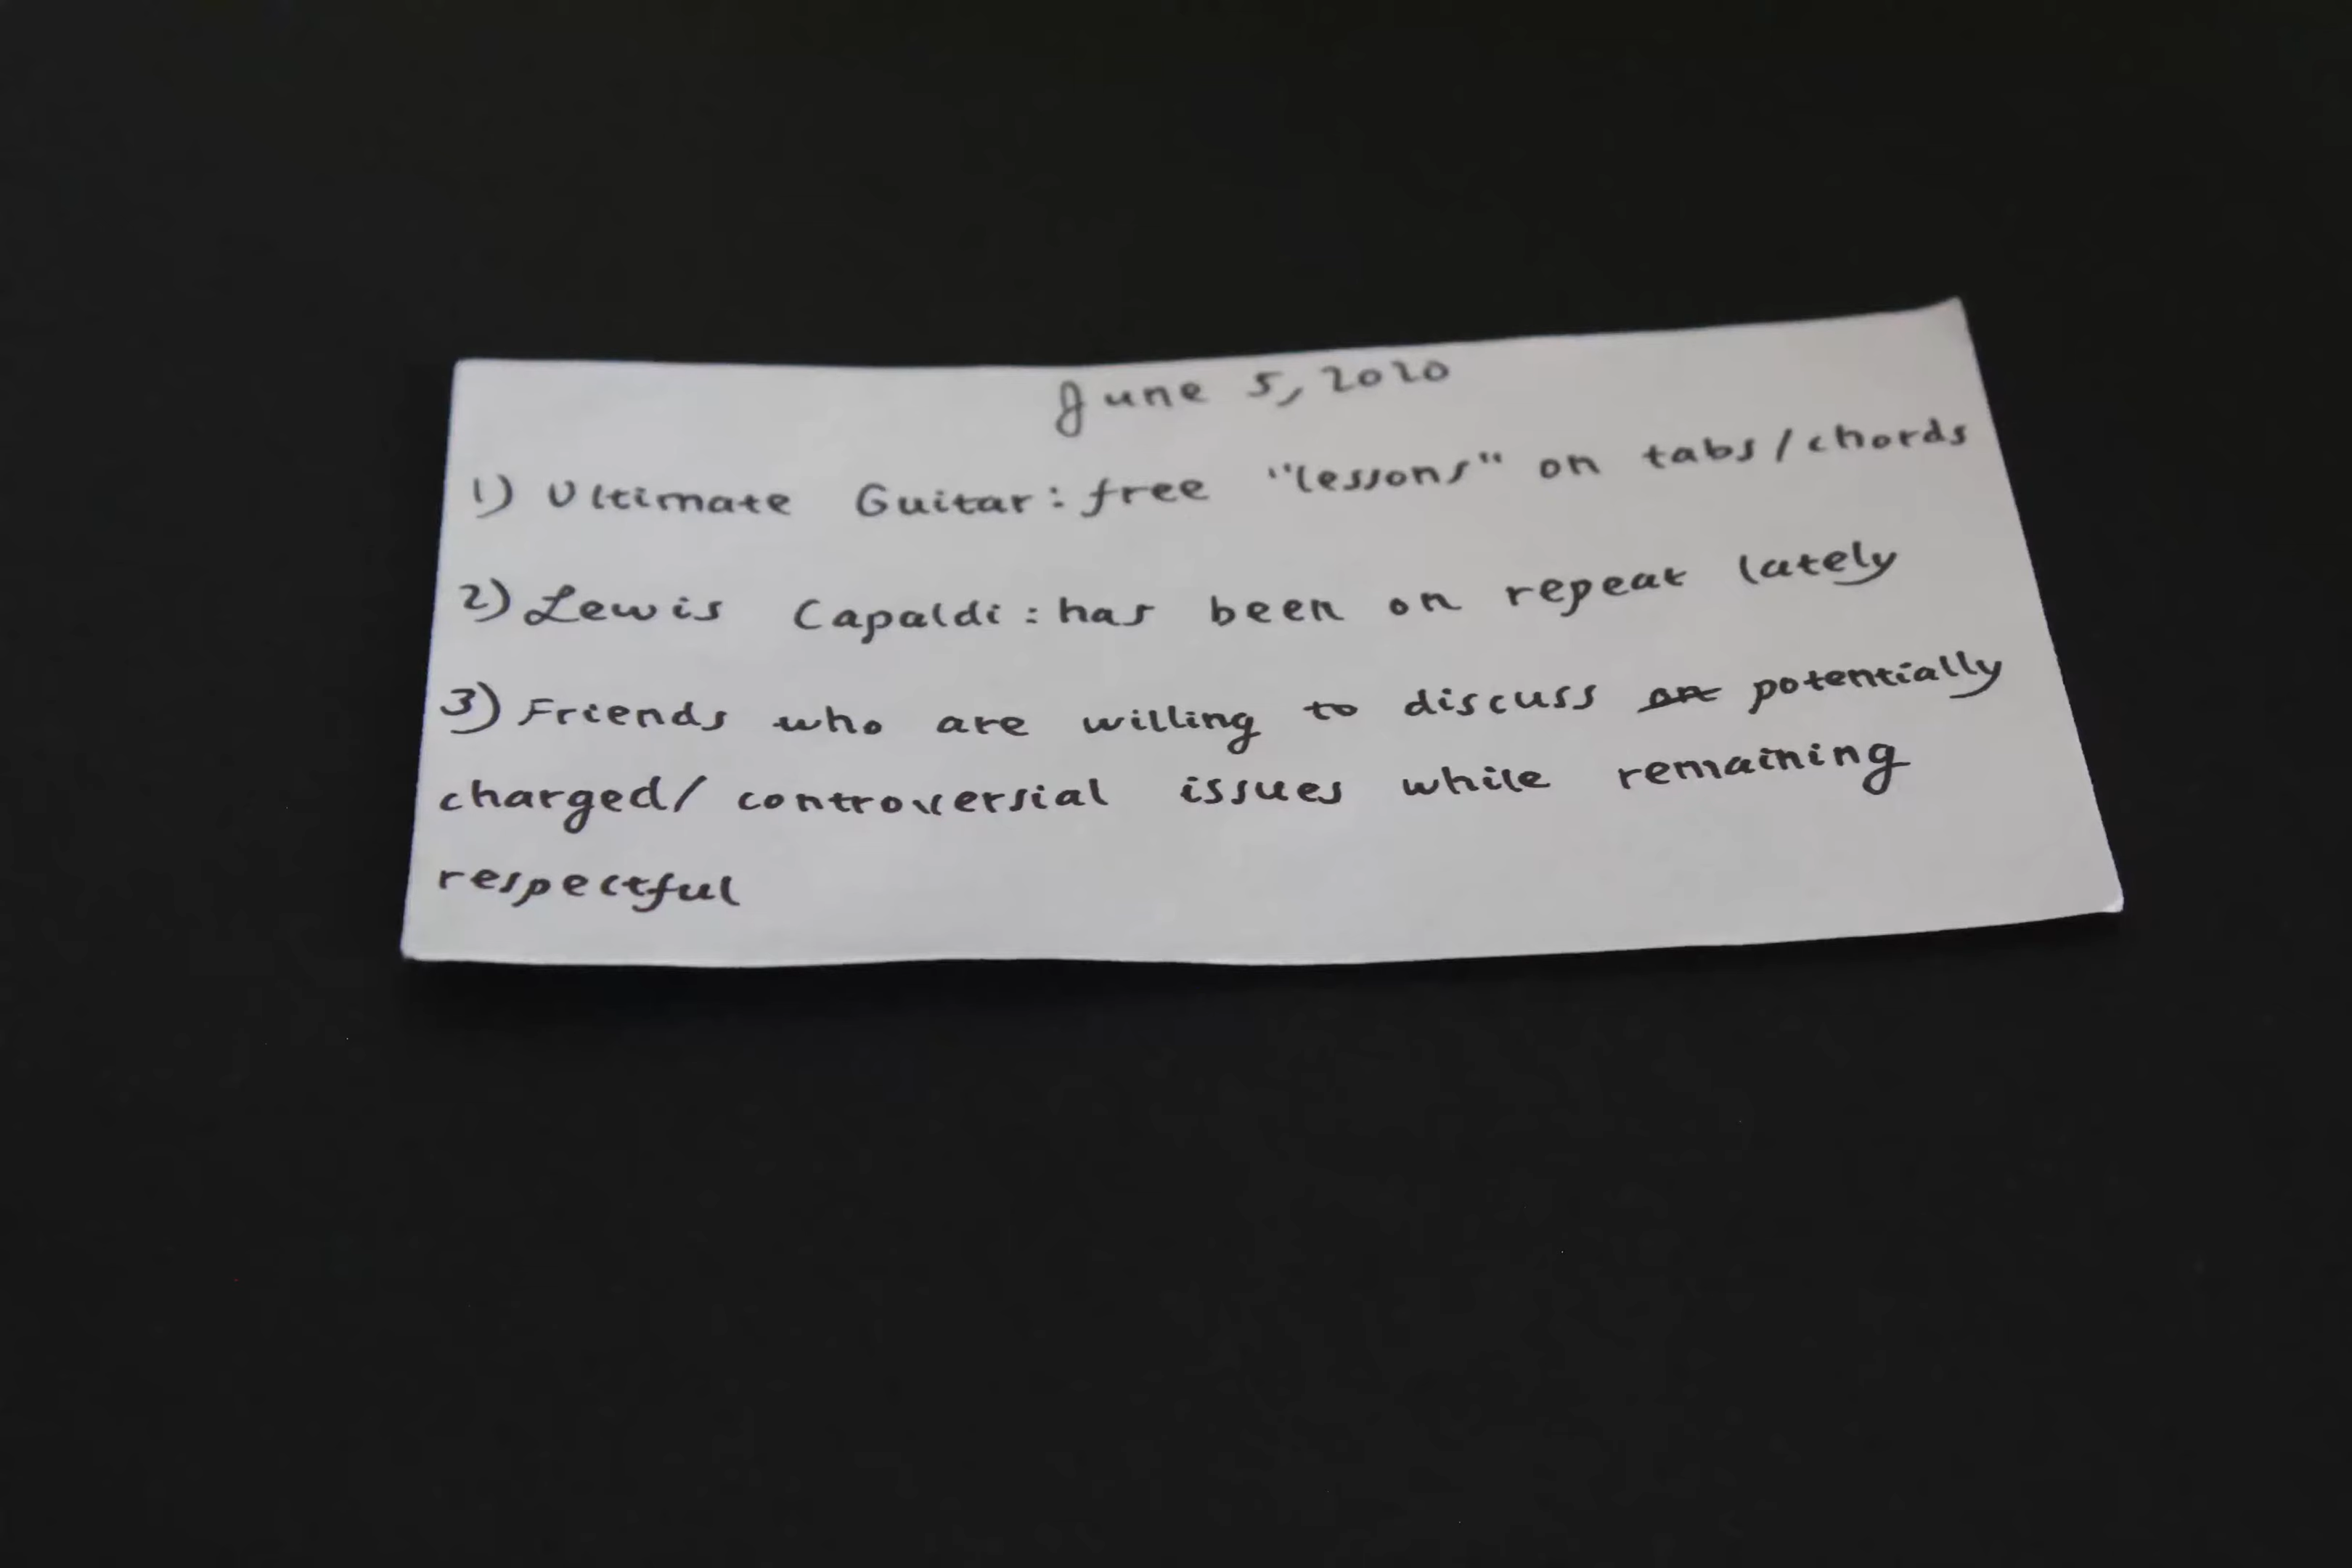 June 5, 2020
1) Ultimate Guitar: free "lessons" on tabs/chords
2) Lewis Capaldi: has been on repeat lately
3) Friends who are willing to discuss on potentially
charged/ controversial issues while remaining
respectful